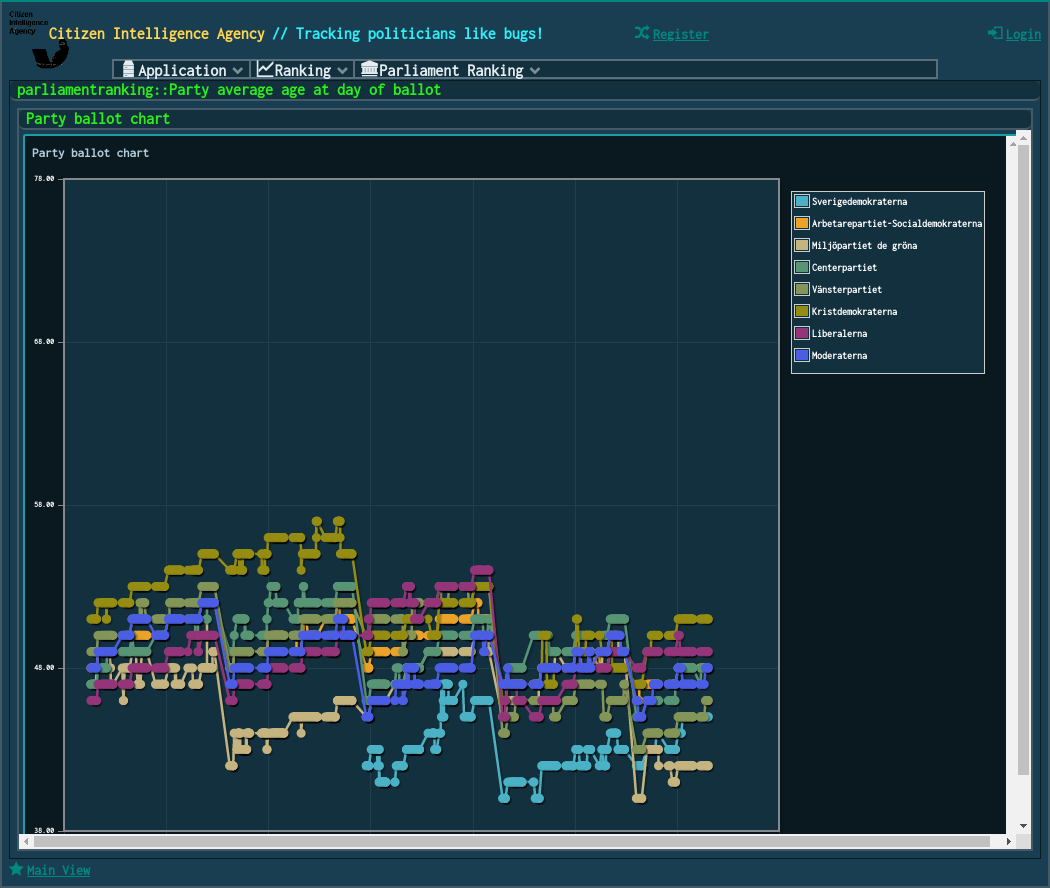 Citizen
Intelligence
Agency
Citizen Intelligence Agency // Tracking politicians like bugs!
Register
Login
Application
Ranking
Parliament Ranking
parliamentranking::Party average age at day of ballot
Party ballot chart
Party ballot chart
78.00
68.00
58.00
48.00
38.00
Sverigedemokraterna
Arbetarepartiet-Socialdemokraterna
Miljöpartiet de gröna
Centerpartiet
Vänsterpartiet
Kristdemokraterna
Liberalerna
Moderaterna
Main View